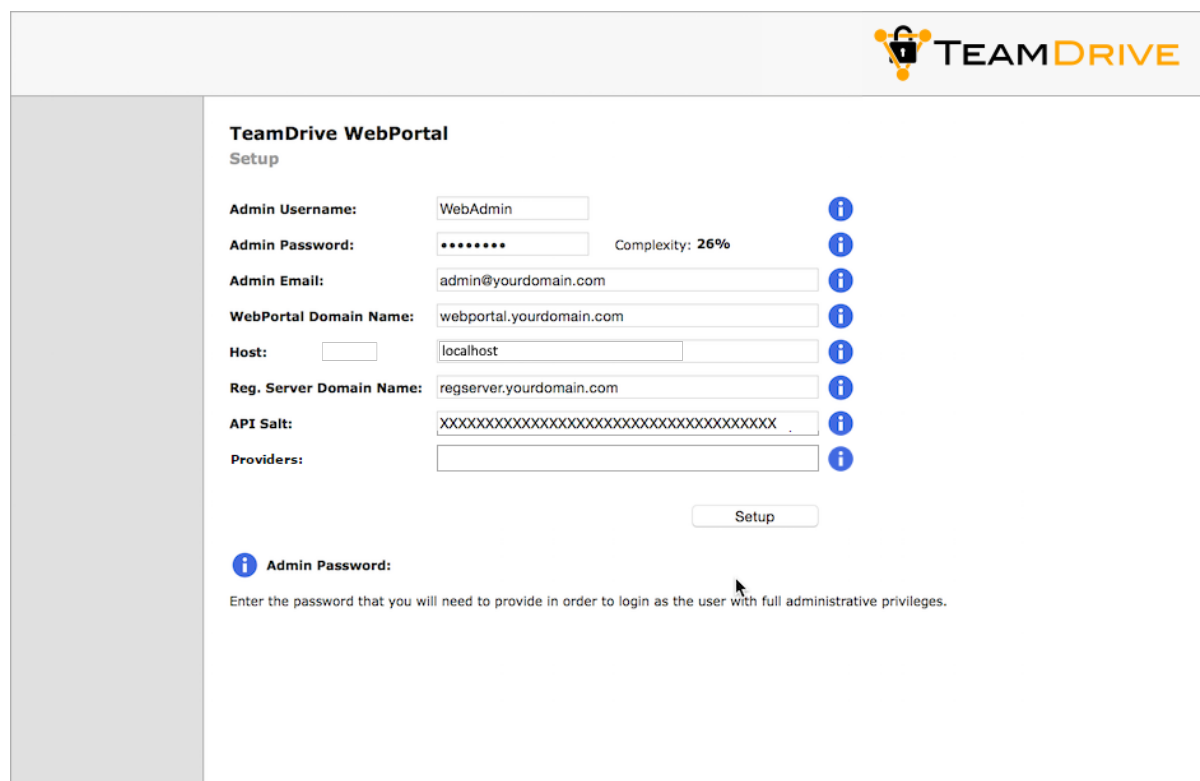 TEAMDRIVE
TeamDrive WebPortal
Setup
Admin Username: WebAdmin
Admin Password: •••••••• Complexity: 26%
Admin Email: admin@yourdomain.com
WebPortal Domain Name: webportal.yourdomain.com
Host: localhost
Reg. Server Domain Name: regserver.yourdomain.com
API Salt: XXXXXXXXXXXXXXXXXXXXXXXXXXXXXXXXXXXXX .
Providers:
Setup
Admin Password:
Enter the password that you will need to provide in order to login as the user with full administrative privileges.